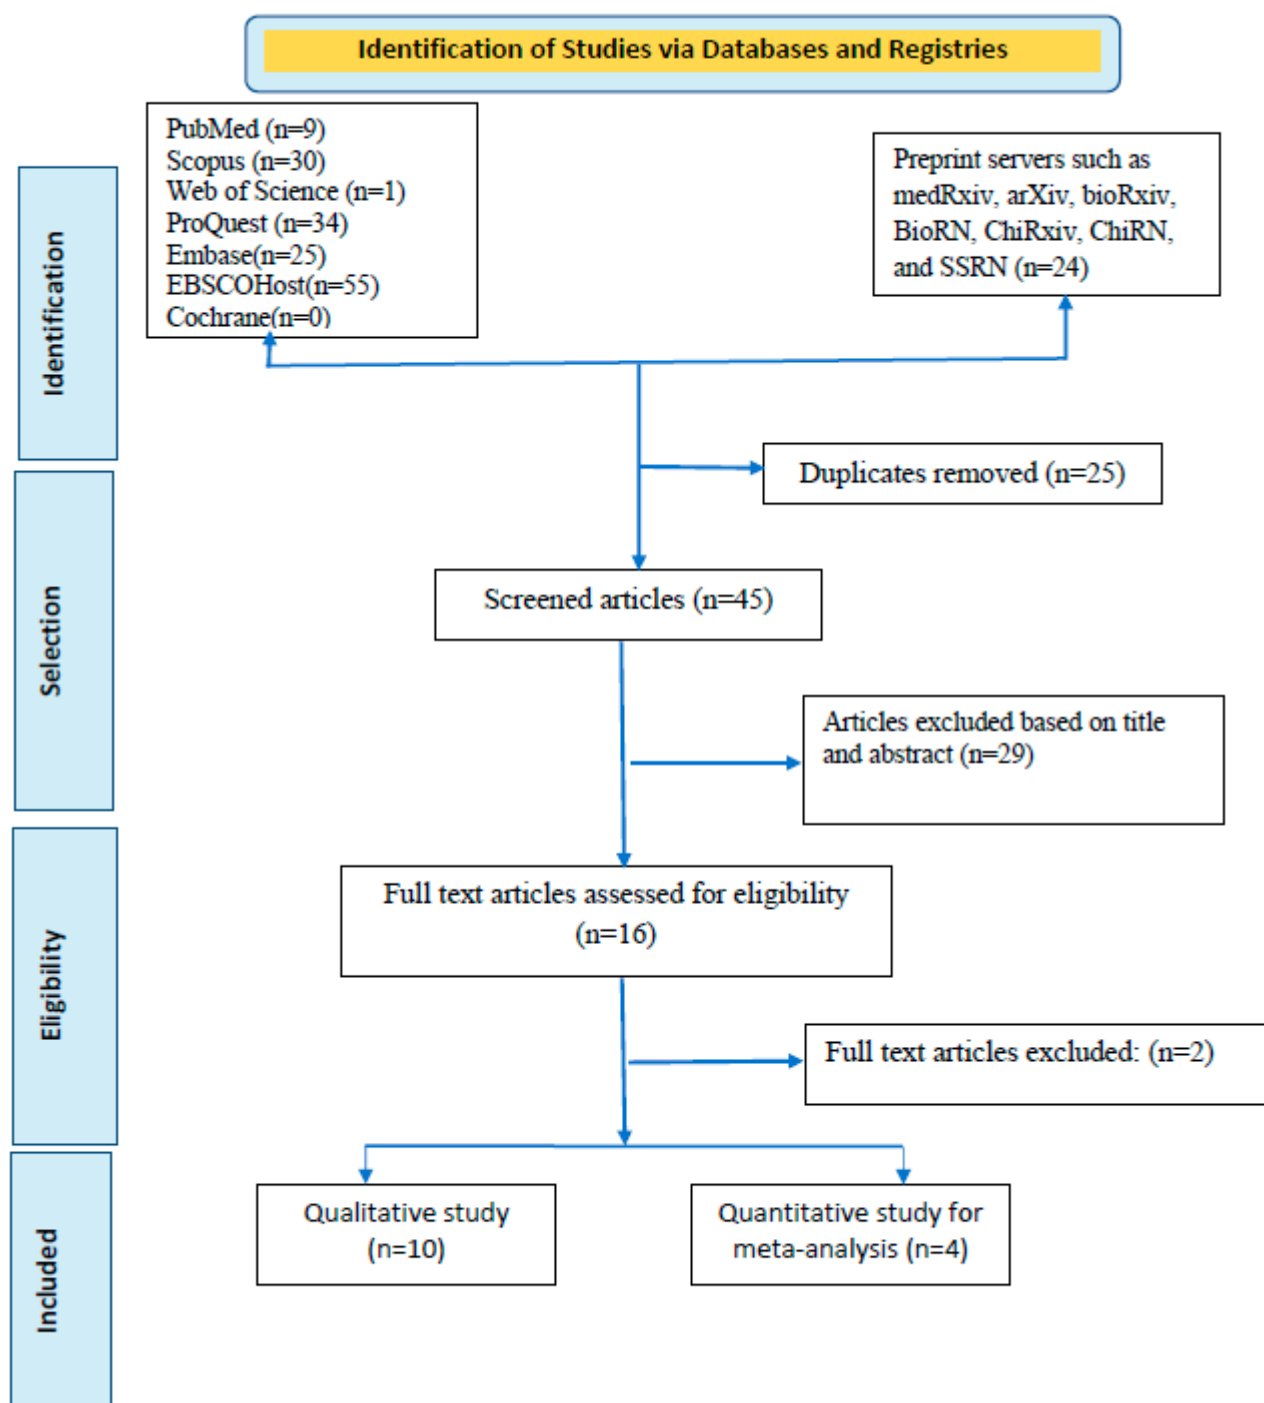 Identification of Studies via Databases and Registries
PubMed (n=9)
Scopus (n=30)
Web of Science (n=1)
ProQuest (n=34)
Embase(n=25)
EBSCOHost(n=55)
Cochrane(n=0)
Preprint servers such as
medRxiv, arXiv, bioRxiv,
BioRN, ChiRxiv, ChiRN,
and SSRN (n=24)
Identification
Duplicates removed (n=25)
Selection
Screened articles (n=45)
Articles excluded based on title
and abstract (n=29)
Eligibility
Full text articles assessed for eligibility
(n=16)
Full text articles excluded: (n=2)
Included
Qualitative study
(n=10)
Quantitative study for
meta-analysis (n=4)